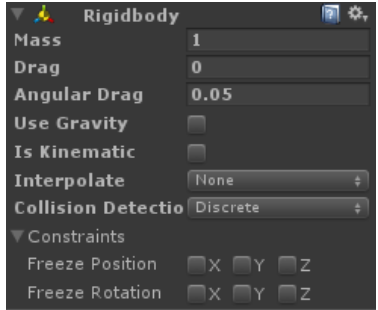 Rigidbody
Mass 1
Drag 0
Angular Drag 0.05
Use Gravity
Is Kinematic
Interpolate None
Collision Detectio Discrete
Constraints
Freeze Position X Y Z
Freeze Rotation X Y Z